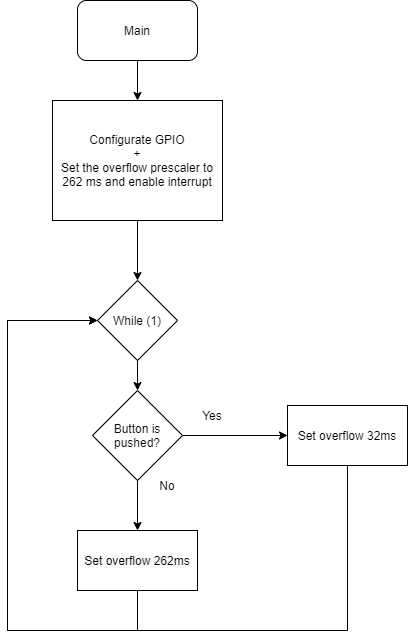 Main
Configurate GPIO
+
Set the overflow prescaler to
262 ms and enable interrupt
While (1)
Button is
pushed?
Yes
Set overflow 32ms
No
Set overflow 262ms